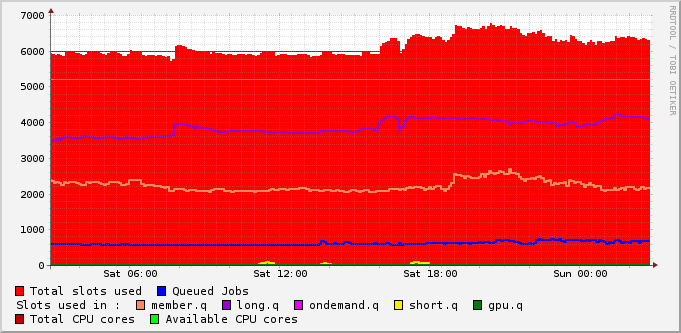 7000
6000
5000
4000
3000
2000
1000
0
Sat 06:00 Sat 12:00 Sat 18:00 Sun 00:00
Total slots used Queued Jobs
Slots used in : member.q long.q ondemand.q short.q gpu.q
Total CPU cores Available CPU cores
RRDTOOL / TOBI OETIKER